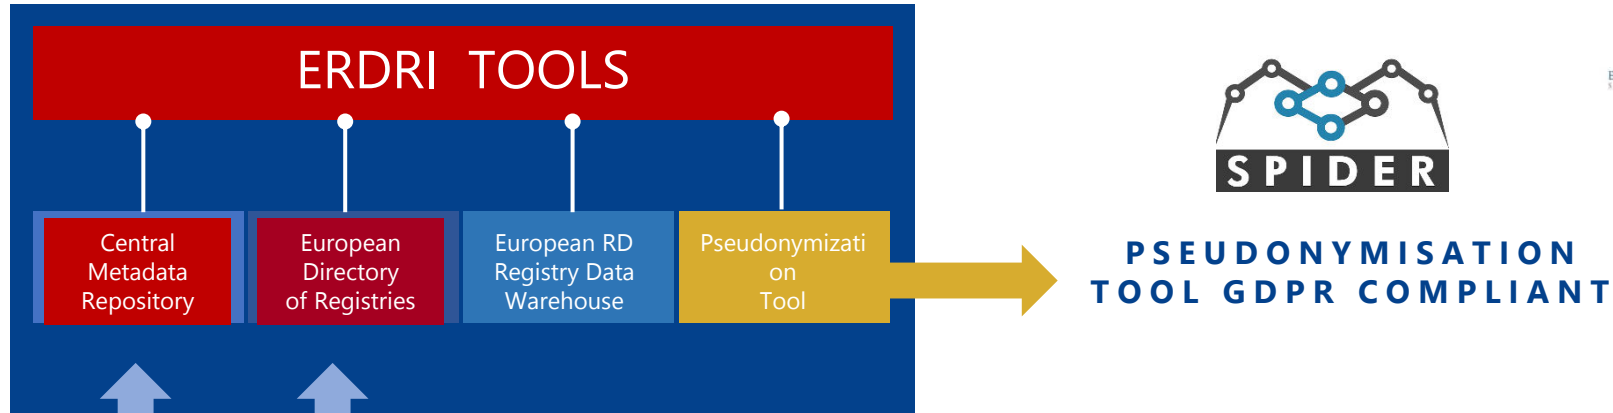 ERDRI TOOLS
Central
Metadata
Repository
European
Directory
of Registries
European RD
Registry Data
Warehouse
Pseudonymizati
on
Tool
SPIDER
PSEUDONYMISATION
TOOL GDPR COMPLIANT